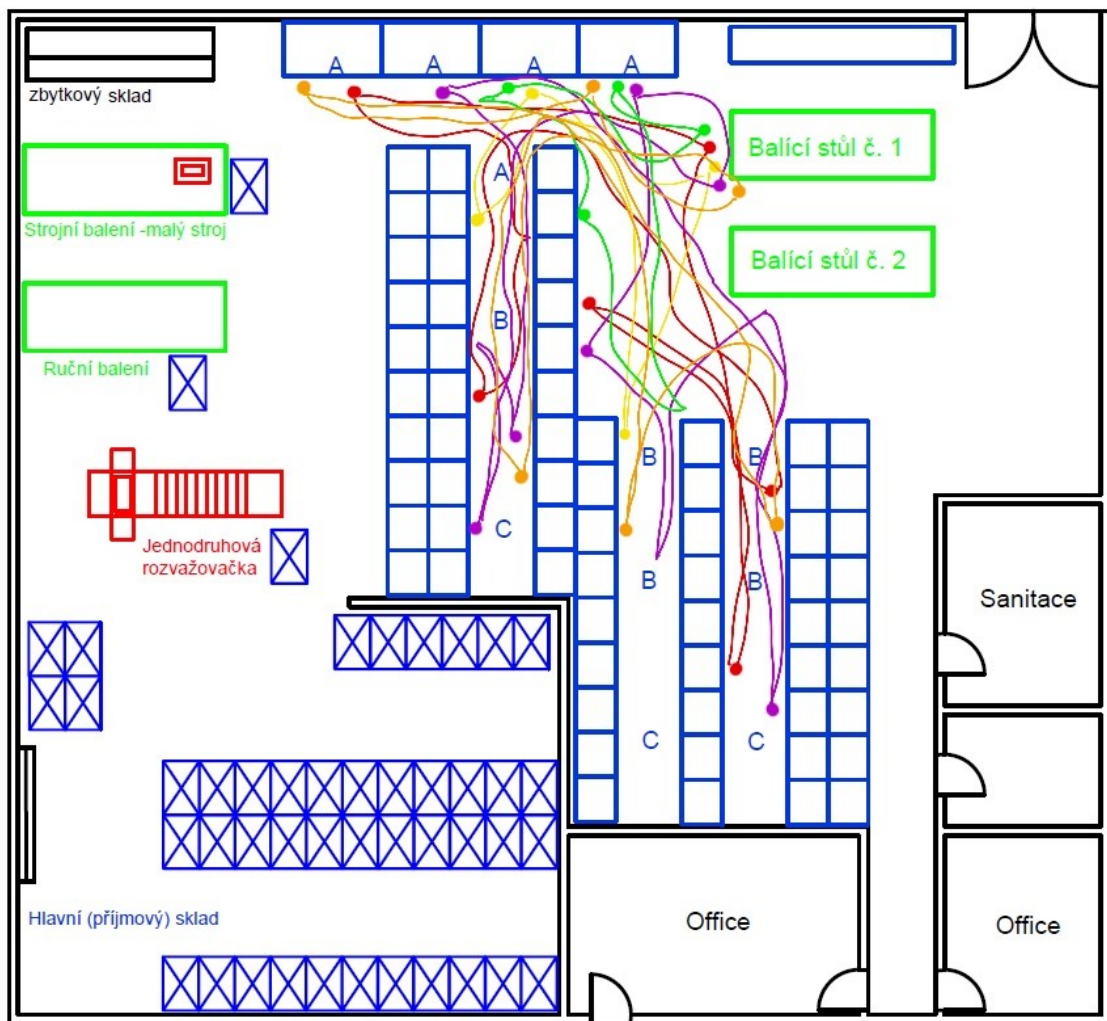 A A A A
zbytkový sklad
Balící stůl č. 1
A
Strojní balení -malý stroj
Balící stůl č. 2
B
Ruční balení
B B
C
Jednodruhová
rozvažovačka
B B
Sanitace
C C
Hlavní (příjmový) sklad
Office
Office